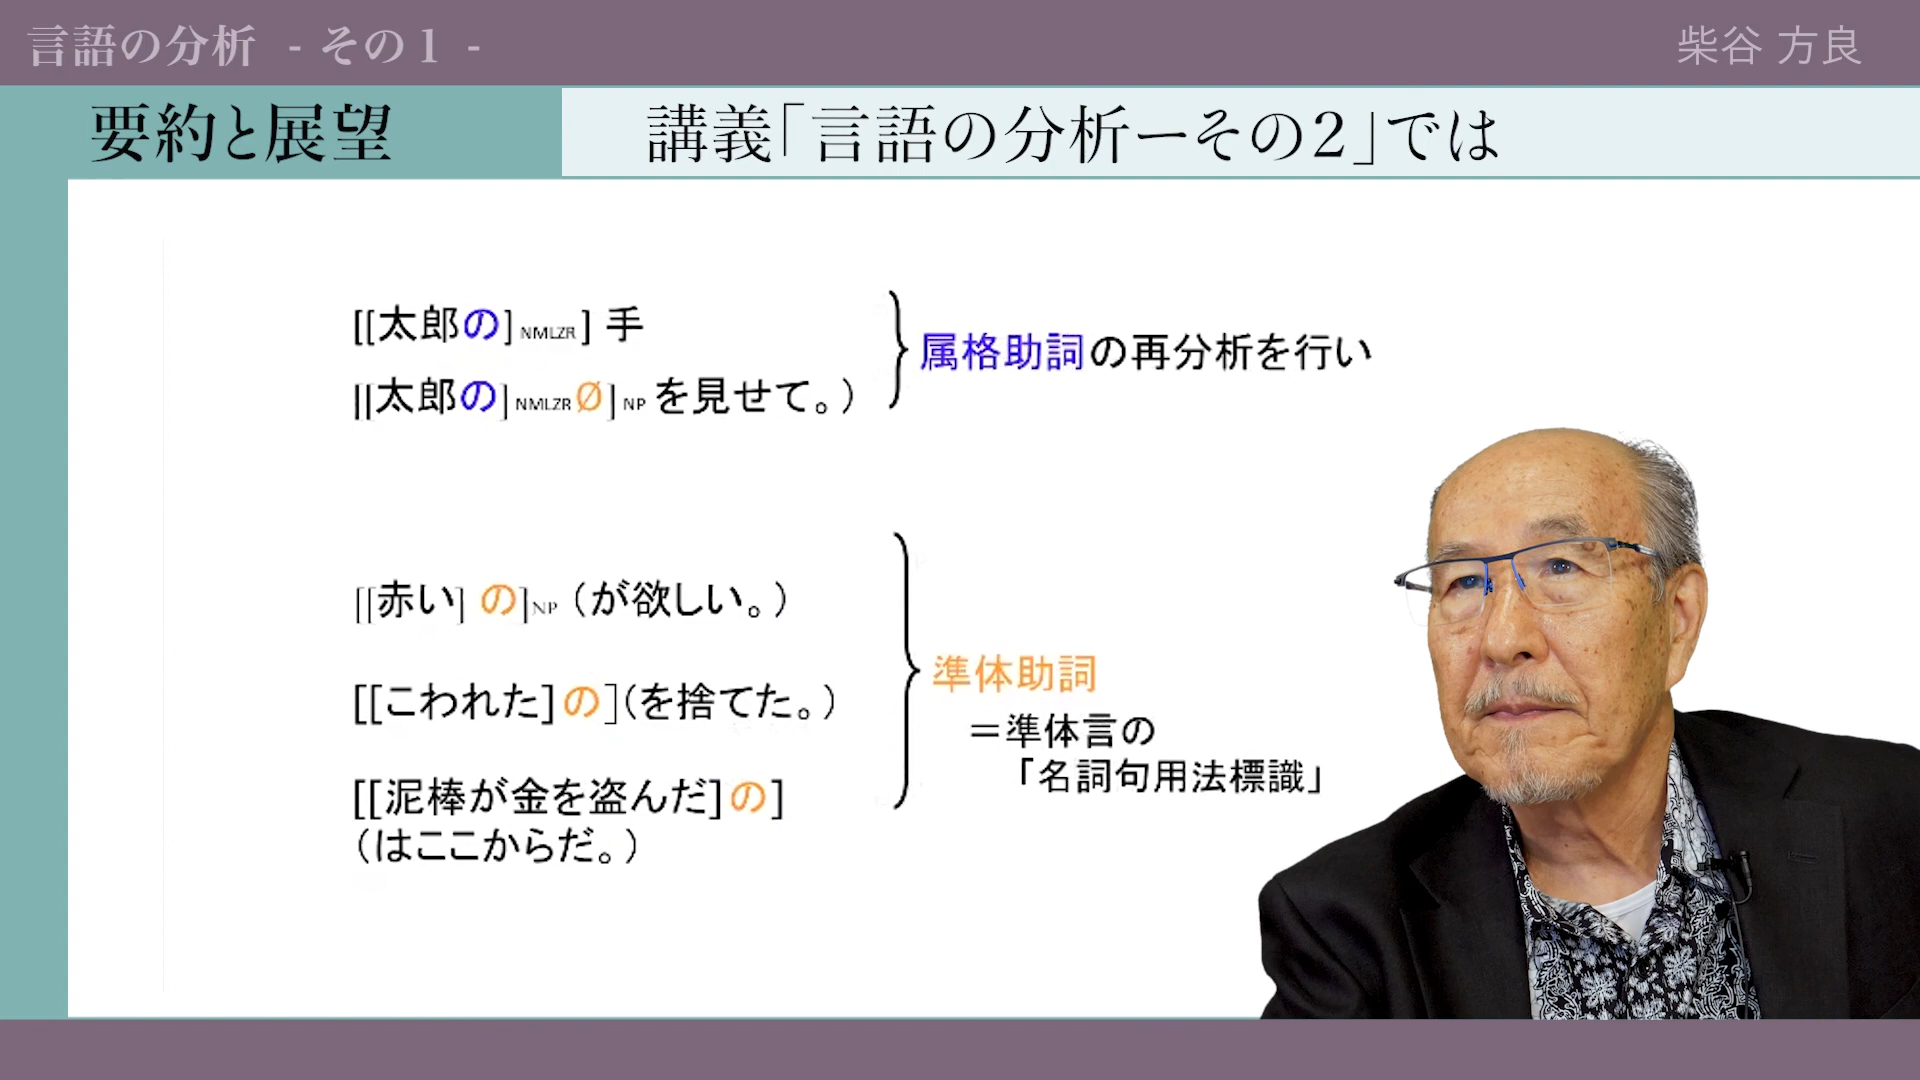 言語の分析 - その1 -
柴谷 方良
要約と展望
講義「言語の分析ーその2」では
[[太郎の] NMLZR ] 手
[[太郎の] NMLZR Ø] NP を見せて。)
属格助詞の再分析を行い
[[赤い] の]NP (が欲しい。)
[[こわれた] の](を捨てた。)
[[泥棒が金を盗んだ] の]
(はここからだ。)
準体助詞
＝準体言の
「名詞句用法標識」